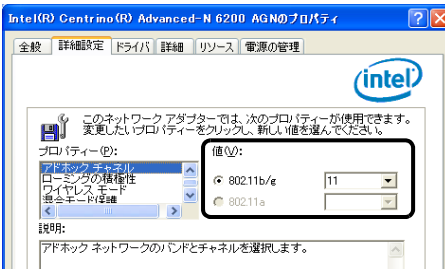 Intel(R) Centrino(R) Advanced-N 6200 AGNのプロパティ
全般 詳細設定 ドライバ 詳細 リソース 電源の管理
intel
このネットワーク アダプターでは、次のプロパティーが使用できます。
変更したいプロパティーをクリックし、新しい値を選んでください。
プロパティー(P): 値(V):
アドホック チャネル
ローミングの積極性
ワイヤレス モード
混合モード保護
802.11b/g 11
802.11a
説明:
アドホック ネットワークのバンドとチャネルを選択します。